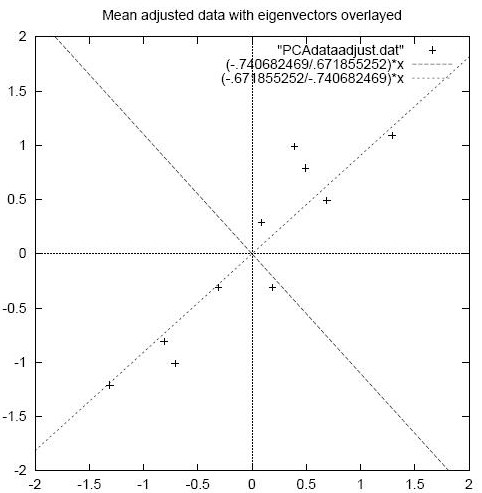 Mean adjusted data with eigenvectors overlayed
2
"PCAdataadjust.dat"
(-.740682469/.671855252)*x
(-.671855252/-.740682469)*x
1.5
1
0.5
0
-0.5
-1
-1.5
-2
-2 -1.5 -1 -0.5 0 0.5 1 1.5 2